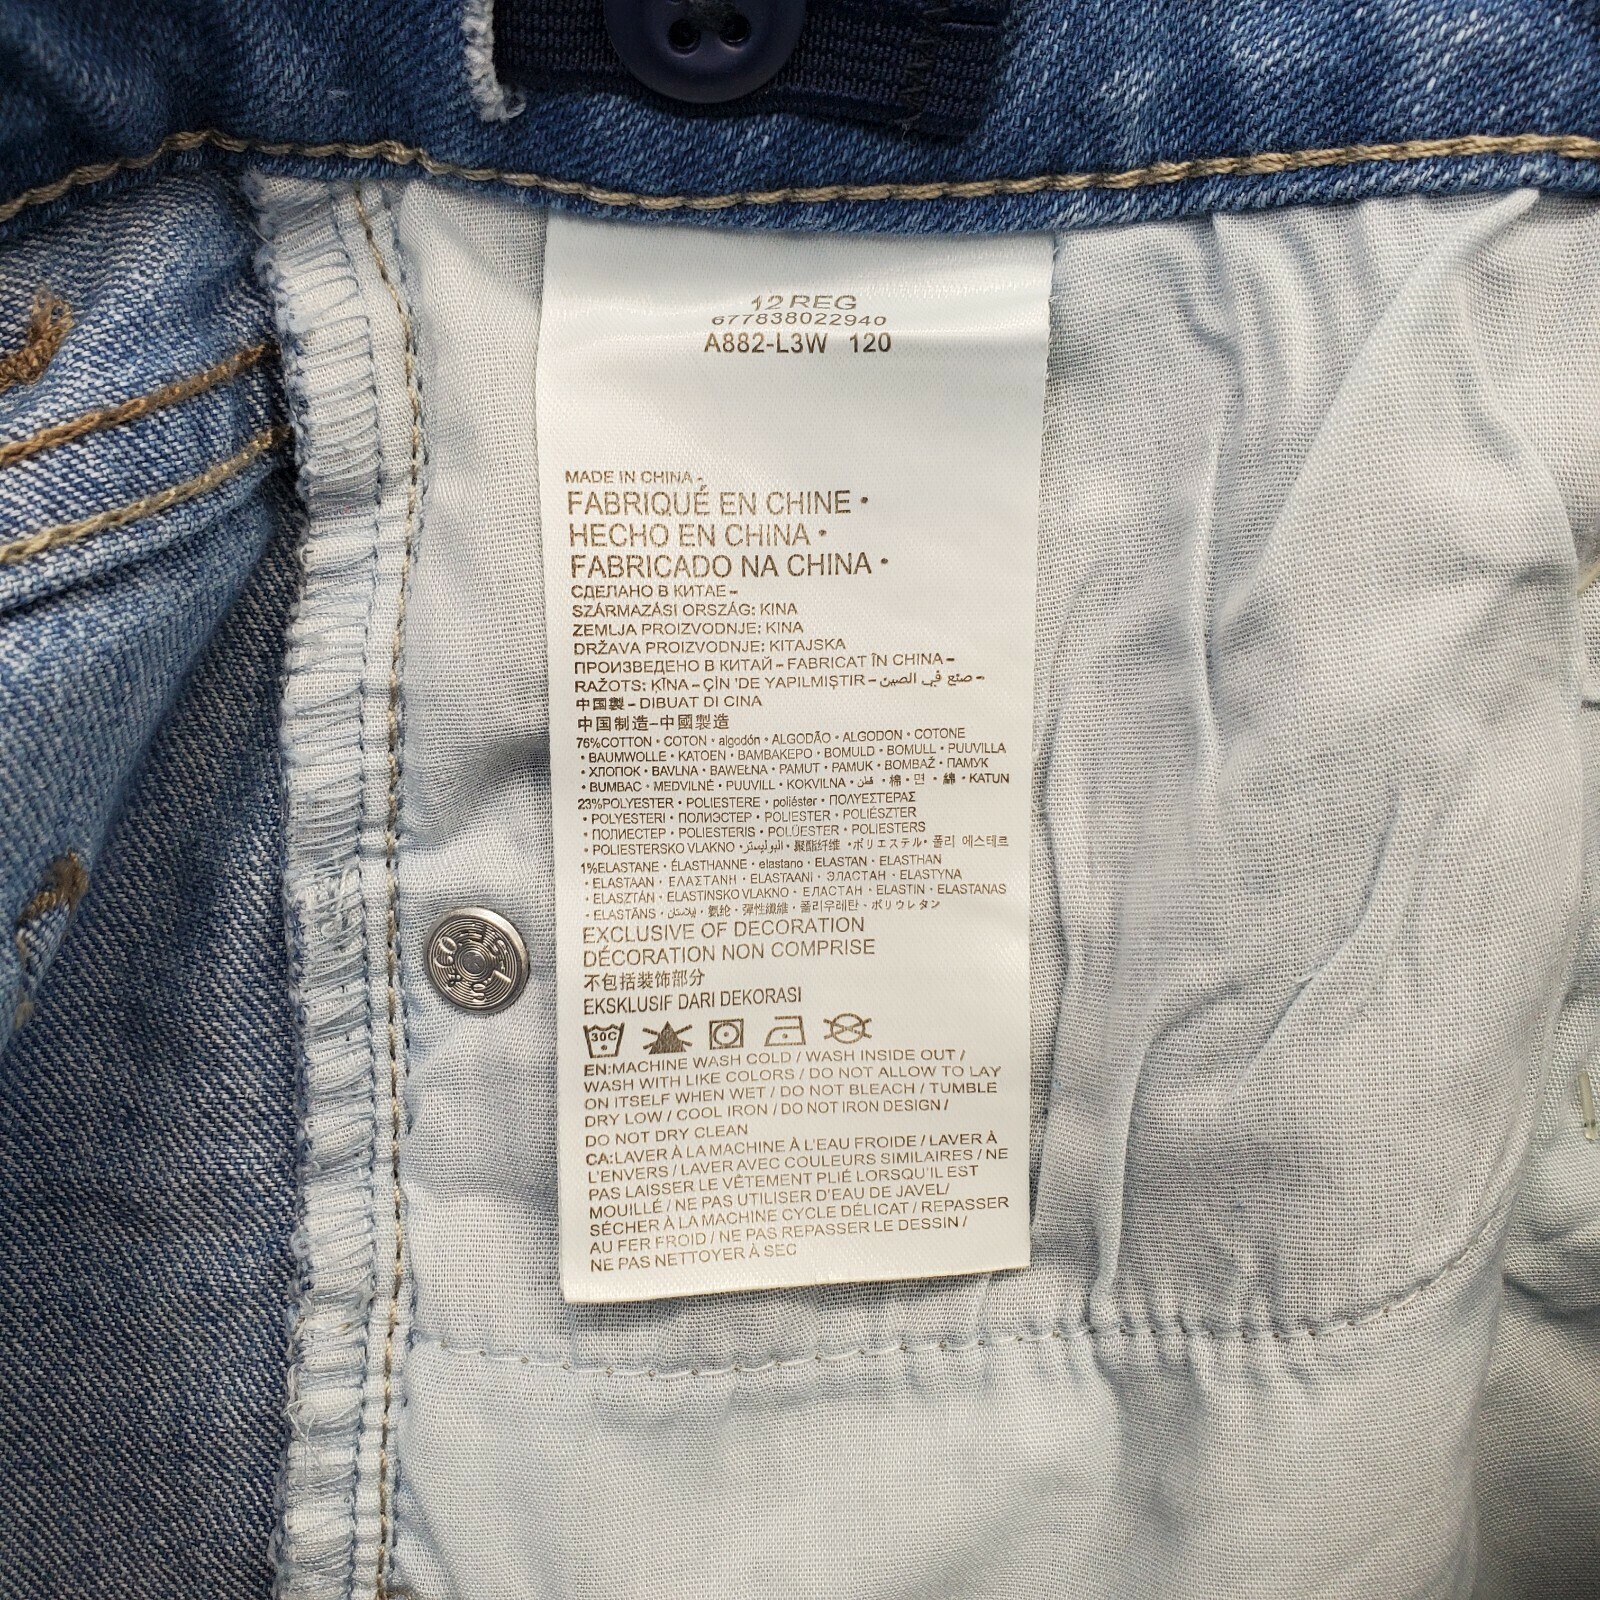 12 REG
677838022940
A882-L3W 120
MADE IN CHINA -
FABRIQUÉ EN CHINE •
HECHO EN CHINA •
FABRICADO NA CHINA •
СДЕЛАНО В КИТАЕ -
SZÁRMAZÁSI ORSZÁG: KINA
ZEMLJA PROIZVODNJE: KINA
DRŽAVA PROIZVODNJE: KITAJSKA
ПРОИЗВЕДЕНО В КИТАЙ - FABRICAT ÎN CHINA -
RAŽOTS: ĶĪNA - ÇİN 'DE YAPILMIŞTIR - صنع في الصين -
中国製 - DIBUAT DI CINA
中国制造-中國製造
76%COTTON • COTON • algodón • ALGODÃO • ALGODON • COTONE
• BAUMWOLLE • KATOEN • BAMBAKEPO • BOMULD • BOMULL • PUUVILLA
• ХЛОПОК • BAVLNA • BAWEŁNA • PAMUT • PAMUK • BOMBAŽ • ПАМУК
• BUMBAC • MEDVILNĖ • PUUVILL • KOKVILNA • قطن • 棉 • 면 • 綿 • KATUN
23%POLYESTER • POLIESTERE • poliéster • ΠΟΛΥΕΣΤΕΡΑΣ
• POLYESTERI • ПОЛИЭСТЕР • POLIESTER • POLIÉSZTER
• ПОЛИЕСТЕР • POLIESTERIS • POLÜESTER • POLIESTERS
• POLIESTERSKO VLAKNO • البوليستر • 聚酯纤维 • ポリエステル • 폴리 에스테르
1%ELASTANE • ÉLASTHANNE • elastano • ELASTAN • ELASTHAN
• ELASTAAN • ΕΛΑΣΤΑΝΗ • ELASTAANI • ЭЛАСТАН • ELASTYNA
• ELASZTÁN • ELASTINSKO VLAKNO • ЕЛАСТАН • ELASTIN • ELASTANAS
• ELASTĀNS • إيلاستان • 氨纶 • 彈性纖維 • 폴리우레탄 • ポリウレタン
EXCLUSIVE OF DECORATION
DÉCORATION NON COMPRISE
不包括装饰部分
EKSKLUSIF DARI DEKORASI
30C
EN:MACHINE WASH COLD / WASH INSIDE OUT /
WASH WITH LIKE COLORS / DO NOT ALLOW TO LAY
ON ITSELF WHEN WET / DO NOT BLEACH / TUMBLE
DRY LOW / COOL IRON / DO NOT IRON DESIGN /
DO NOT DRY CLEAN
CA:LAVER À LA MACHINE À L'EAU FROIDE / LAVER À
L'ENVERS / LAVER AVEC COULEURS SIMILAIRES / NE
PAS LAISSER LE VÊTEMENT PLIÉ LORSQU'IL EST
MOUILLÉ / NE PAS UTILISER D'EAU DE JAVEL/
SÉCHER À LA MACHINE CYCLE DÉLICAT / REPASSER
AU FER FROID / NE PAS REPASSER LE DESSIN /
NE PAS NETTOYER À SEC